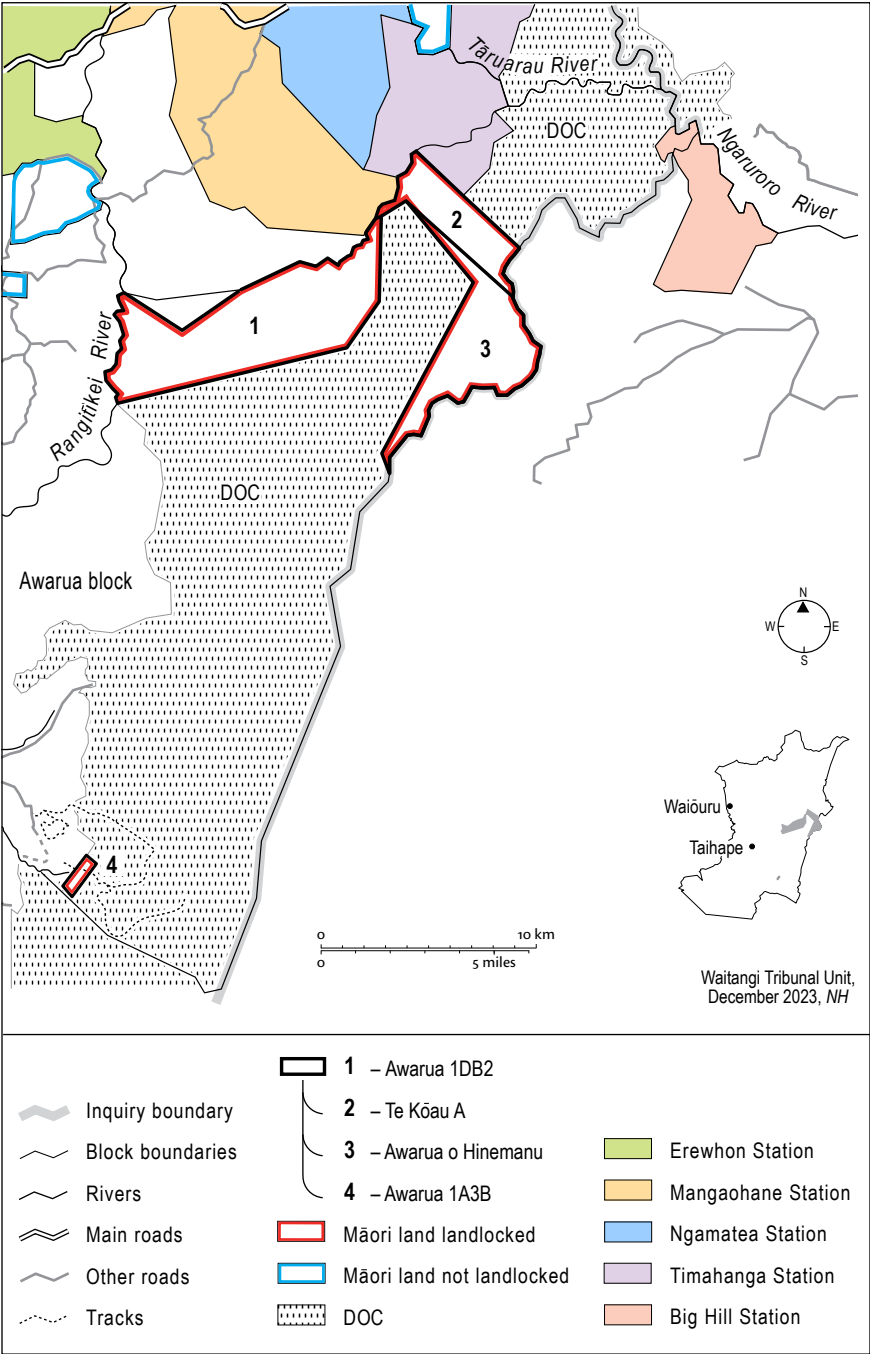 Tāruarau River
DOC
Ngaruroro River
2
1
3
Rangitīkei River
DOC
Awarua block
N
W E
S
Waiōuru
Taihape
4
0 10 km
0 5 miles
Waitangi Tribunal Unit,
December 2023, NH
1 – Awarua 1DB2
Inquiry boundary
2 – Te Kōau A
Block boundaries
3 – Awarua o Hinemanu
Erewhon Station
Rivers
4 – Awarua 1A3B
Mangaohane Station
Main roads
Māori land landlocked
Ngamatea Station
Other roads
Māori land not landlocked
Timahanga Station
Tracks
DOC
Big Hill Station